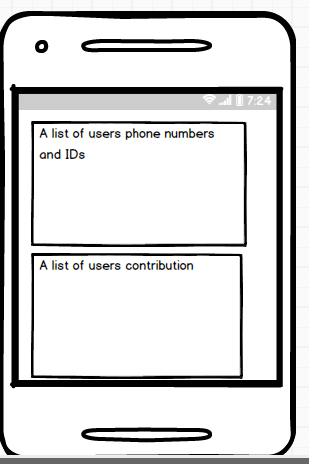 7:24
A list of users phone numbers
and IDs
A list of users contribution